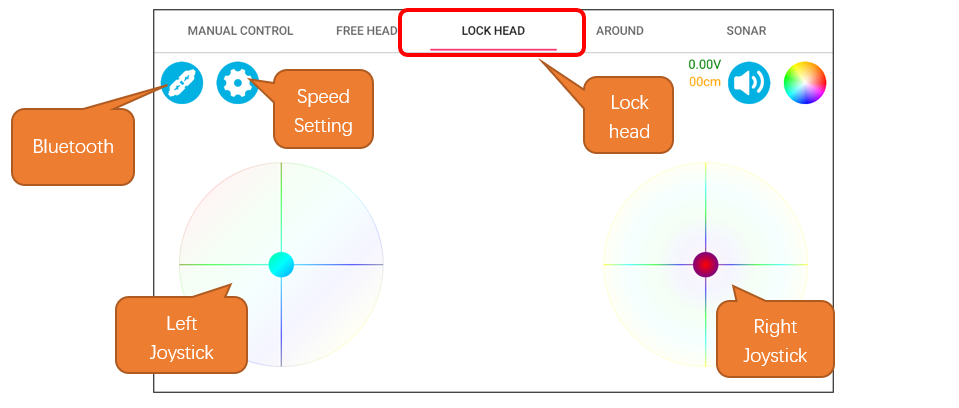 MANUAL CONTROL
FREE HEAD
LOCK HEAD
AROUND
SONAR
0.00V
00cm
Speed
Setting
Lock
head
Bluetooth
Left
Joystick
Right
Joystick